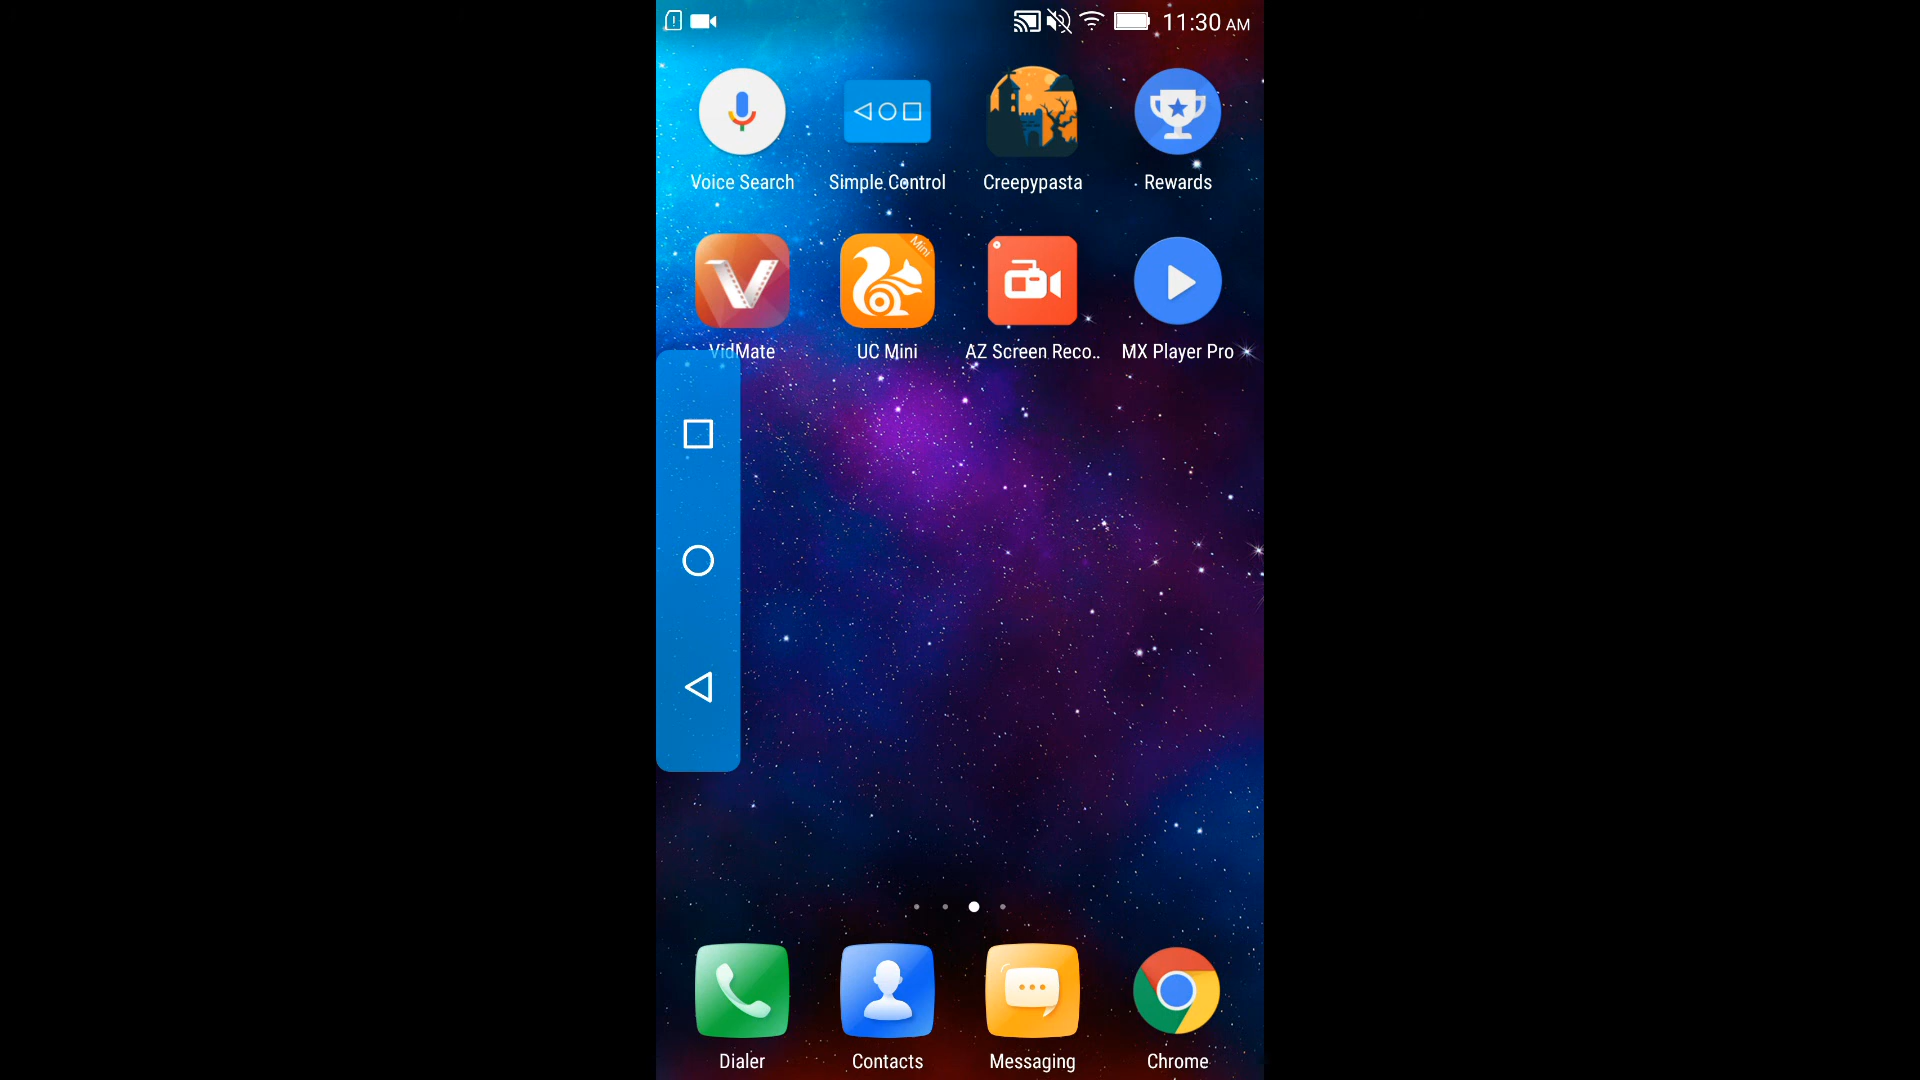 11:30 AM
Voice Search
Simple Control
Creepypasta
Rewards
Mini
VidMate
UC Mini
AZ Screen Reco..
MX Player Pro
Dialer
Contacts
Messaging
Chrome